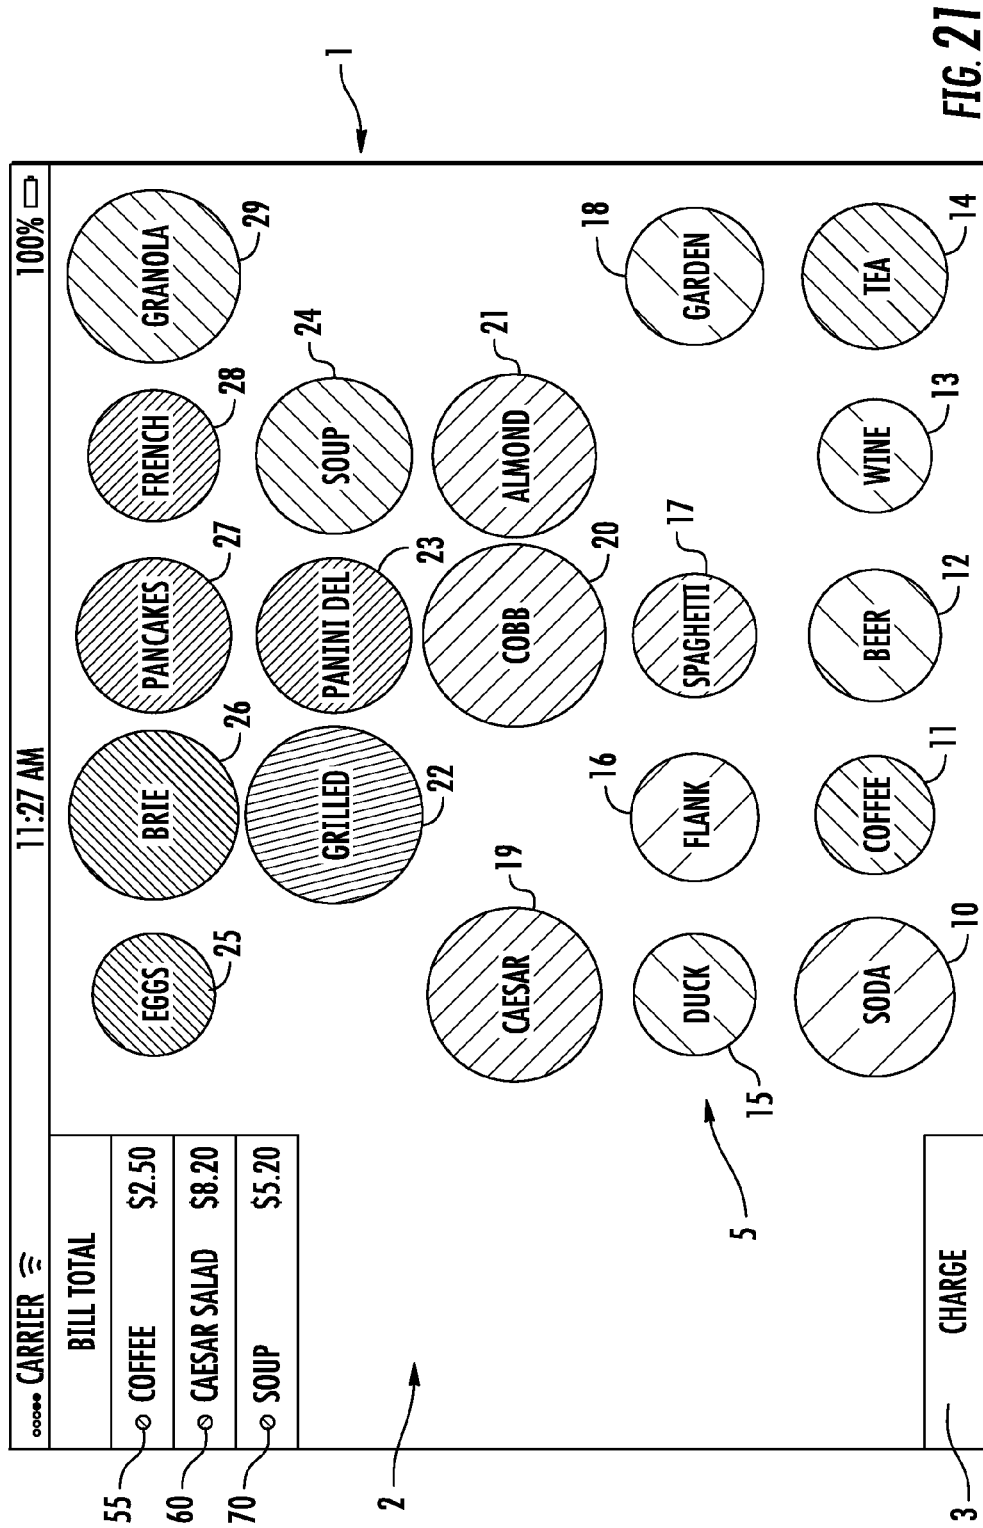 CARRIER 11:27 AM 100%
BILL TOTAL
55 COFFEE $2.50
60 CAESAR SALAD $8.20
70 SOUP $5.20
2
3 CHARGE
1
5
EGGS 25
BRIE 26
PANCAKES 27
FRENCH 28
GRANOLA 29
GRILLED 22
PANINI DEL 23
SOUP 24
CAESAR 19
COBB 20
ALMOND 21
DUCK 15
FLANK 16
SPAGHETTI 17
GARDEN 18
SODA 10
COFFEE 11
BEER 12
WINE 13
TEA 14
FIG. 21